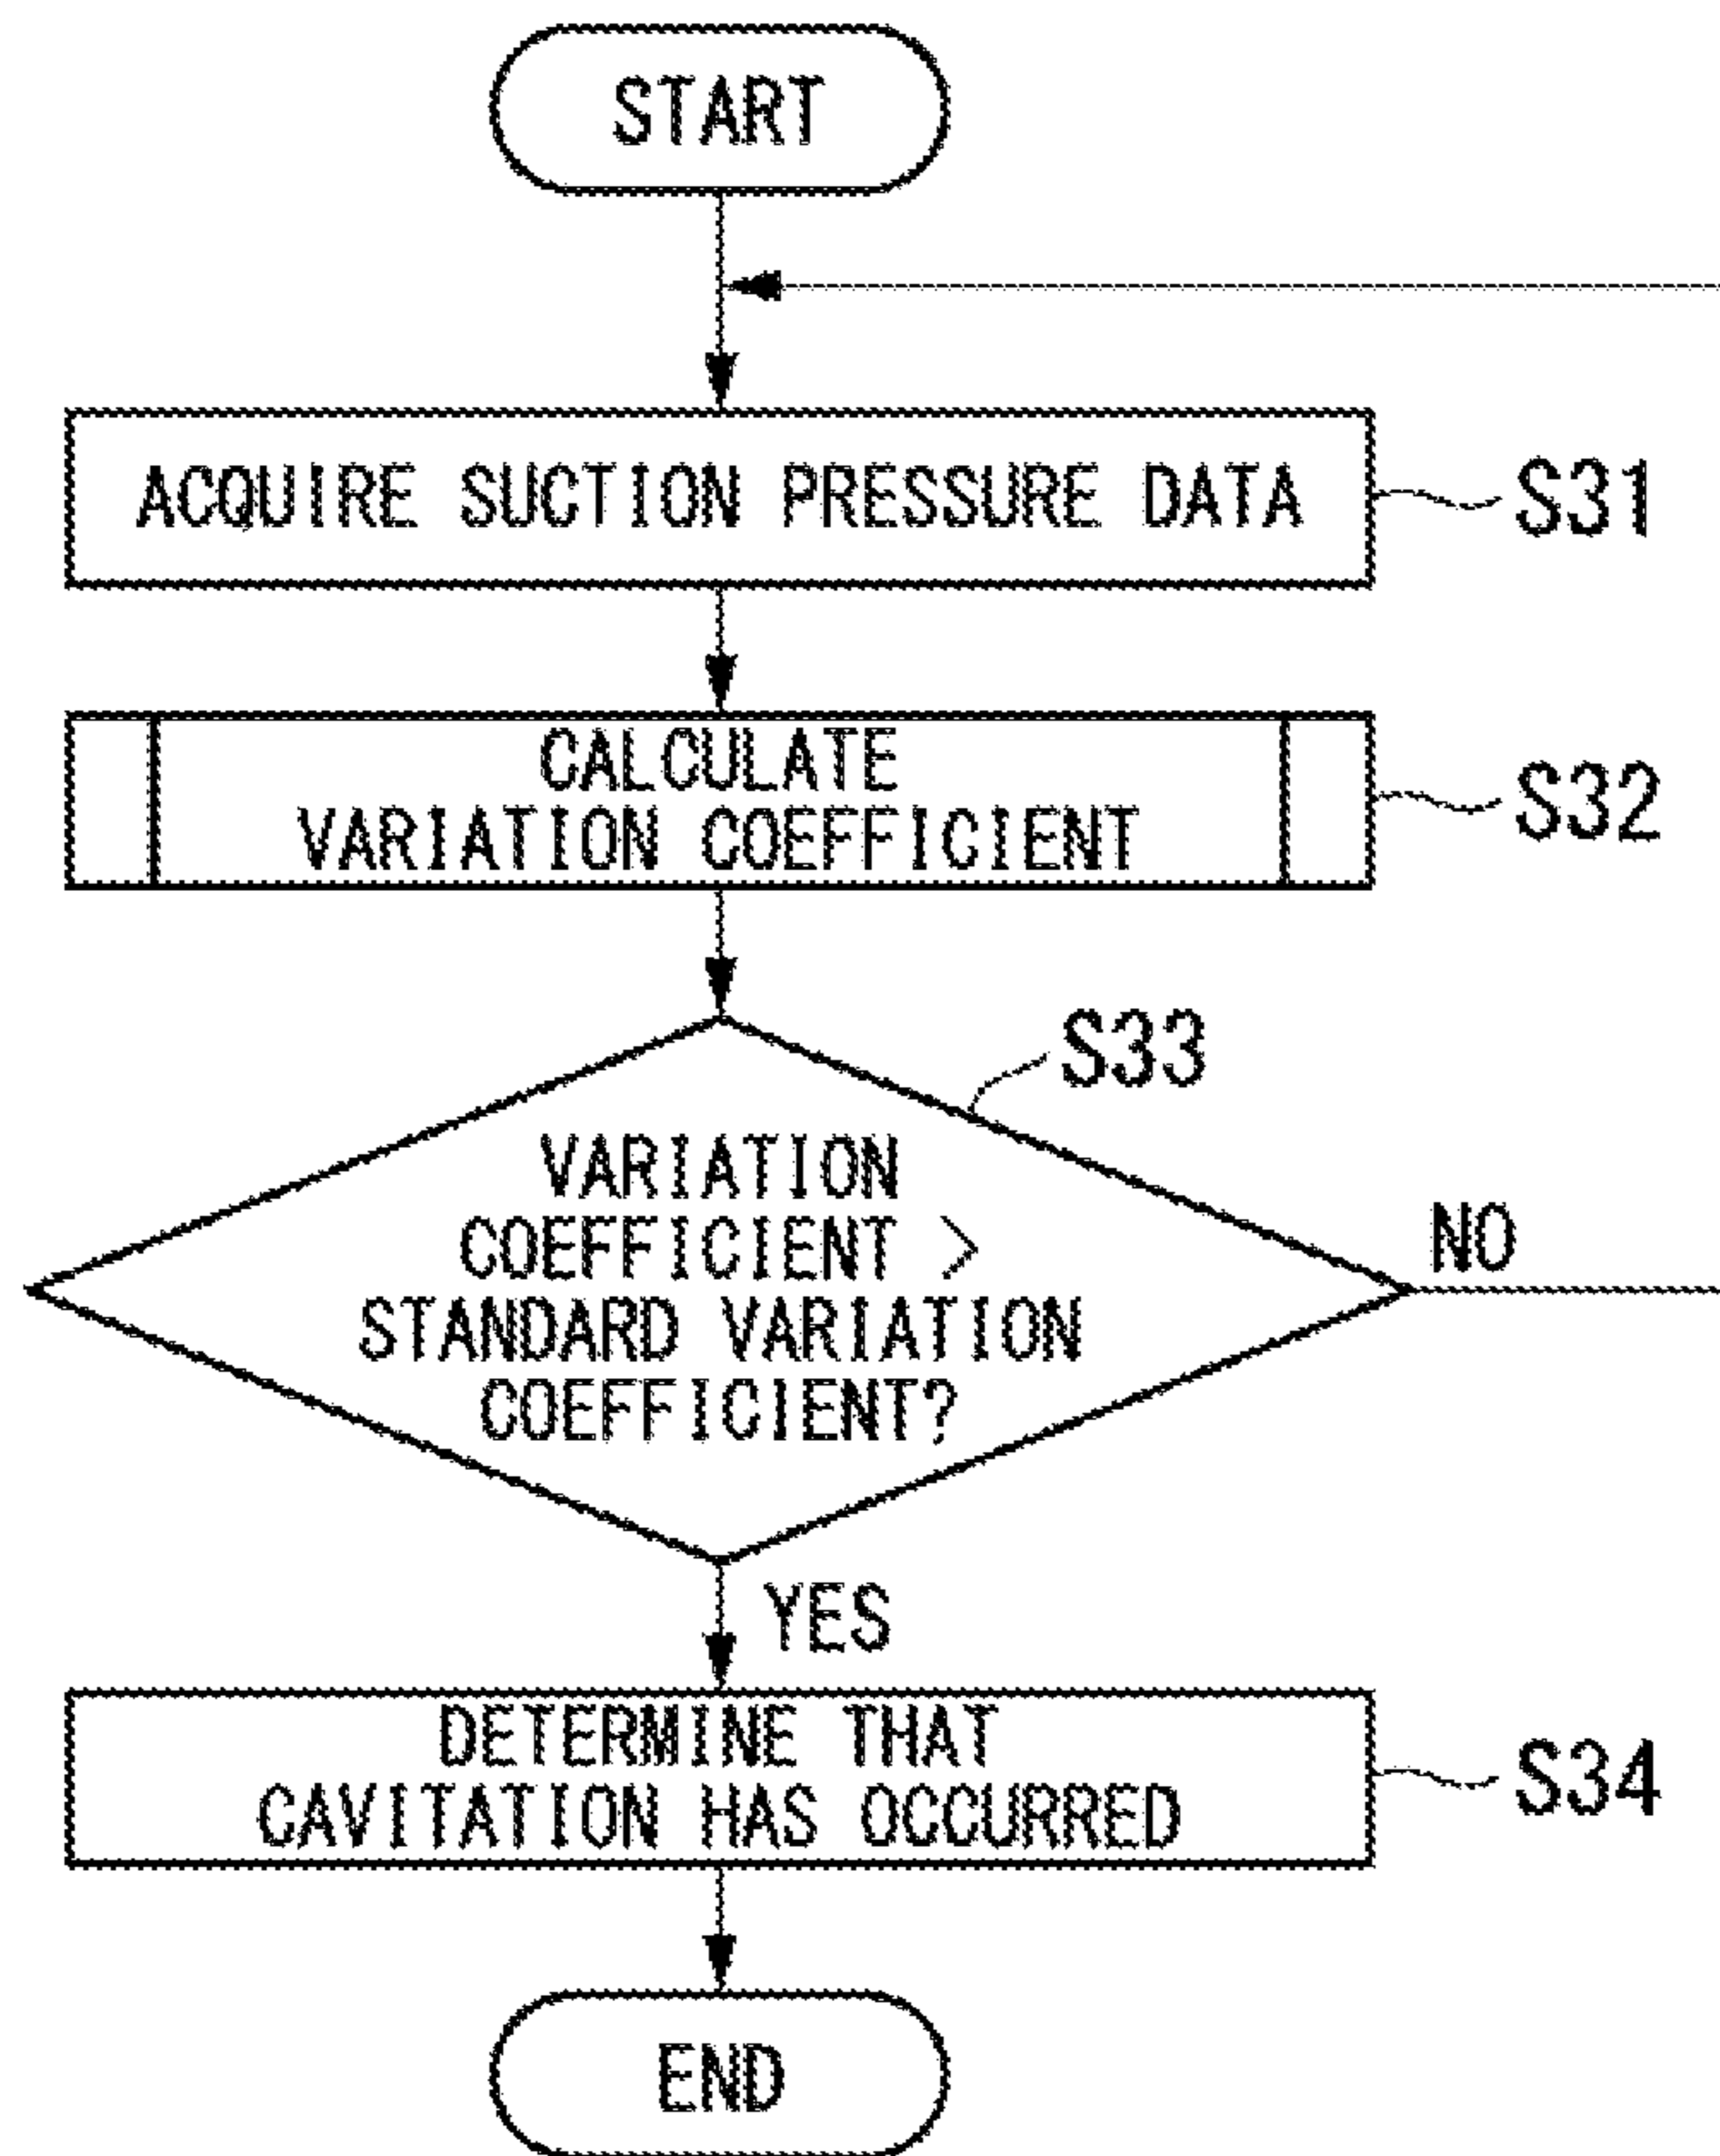 START
ACQUIRE SUCTION PRESSURE DATA
S31
CALCULATE
VARIATION COEFFICIENT
S32
S33
VARIATION
COEFFICIENT >
STANDARD VARIATION
COEFFICIENT?
NO
YES
DETERMINE THAT
CAVITATION HAS OCCURRED
S34
END